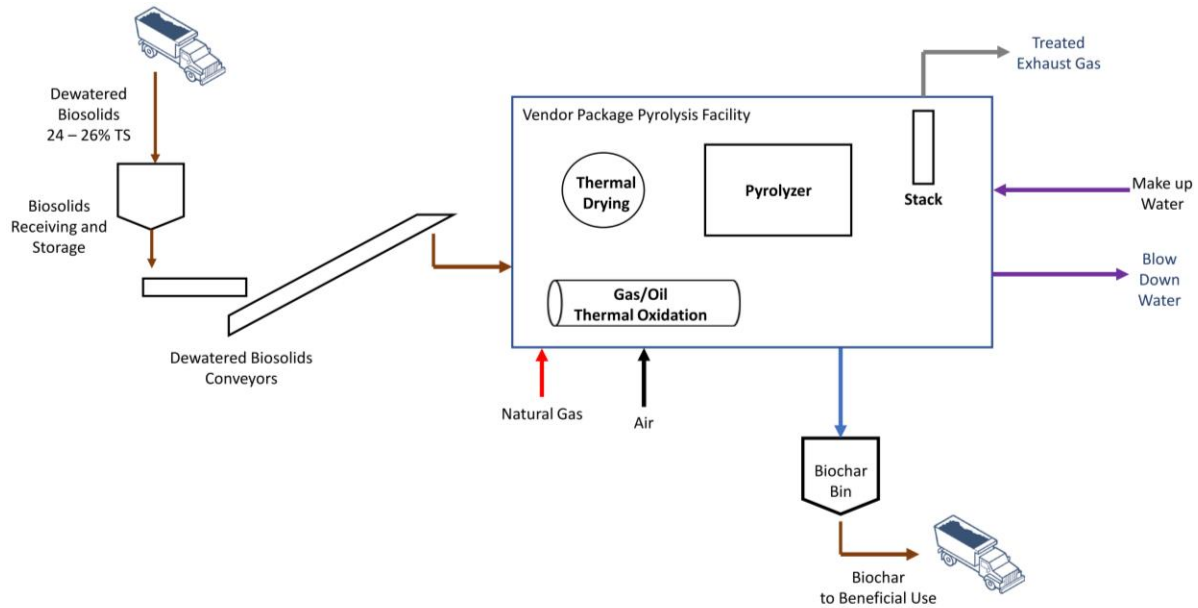 Dewatered
Biosolids
24 – 26% TS
Biosolids
Receiving and
Storage
Dewatered Biosolids
Conveyors
Vendor Package Pyrolysis Facility
Thermal
Drying
Pyrolyzer
Stack
Gas/Oil
Thermal Oxidation
Natural Gas
Air
Treated
Exhaust Gas
Make up
Water
Blow
Down
Water
Biochar
Bin
Biochar
to Beneficial Use